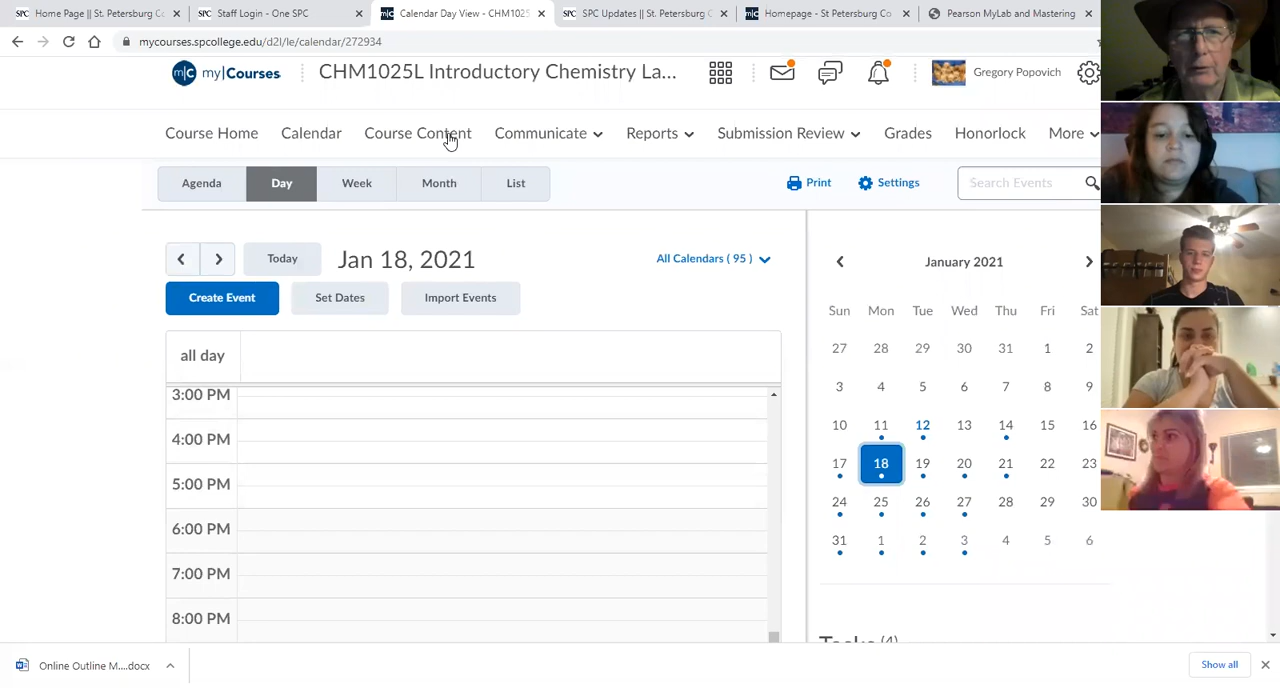 Home Page || St. Petersburg Co
Staff Login - One SPC
Calendar Day View - CHM1025
SPC Updates || St. Petersburg C
Homepage - St Petersburg Co
Pearson MyLab and Mastering
mycourses.spcollege.edu/d2l/le/calendar/272934
m|C my|Courses CHM1025L Introductory Chemistry La... Gregory Popovich
Course Home Calendar Course Content Communicate Reports Submission Review Grades Honorlock More
Agenda Day Week Month List Print Settings Search Events
Today Jan 18, 2021 All Calendars ( 95 )
Create Event Set Dates Import Events
all day
3:00 PM
4:00 PM
5:00 PM
6:00 PM
7:00 PM
8:00 PM
January 2021
Sun Mon Tue Wed Thu Fri Sat
27 28 29 30 31 1 2
3 4 5 6 7 8 9
10 11 12 13 14 15 16
17 18 19 20 21 22 23
24 25 26 27 28 29 30
31 1 2 3 4 5 6
Tasks (4)
Online Outline M....docx Show all